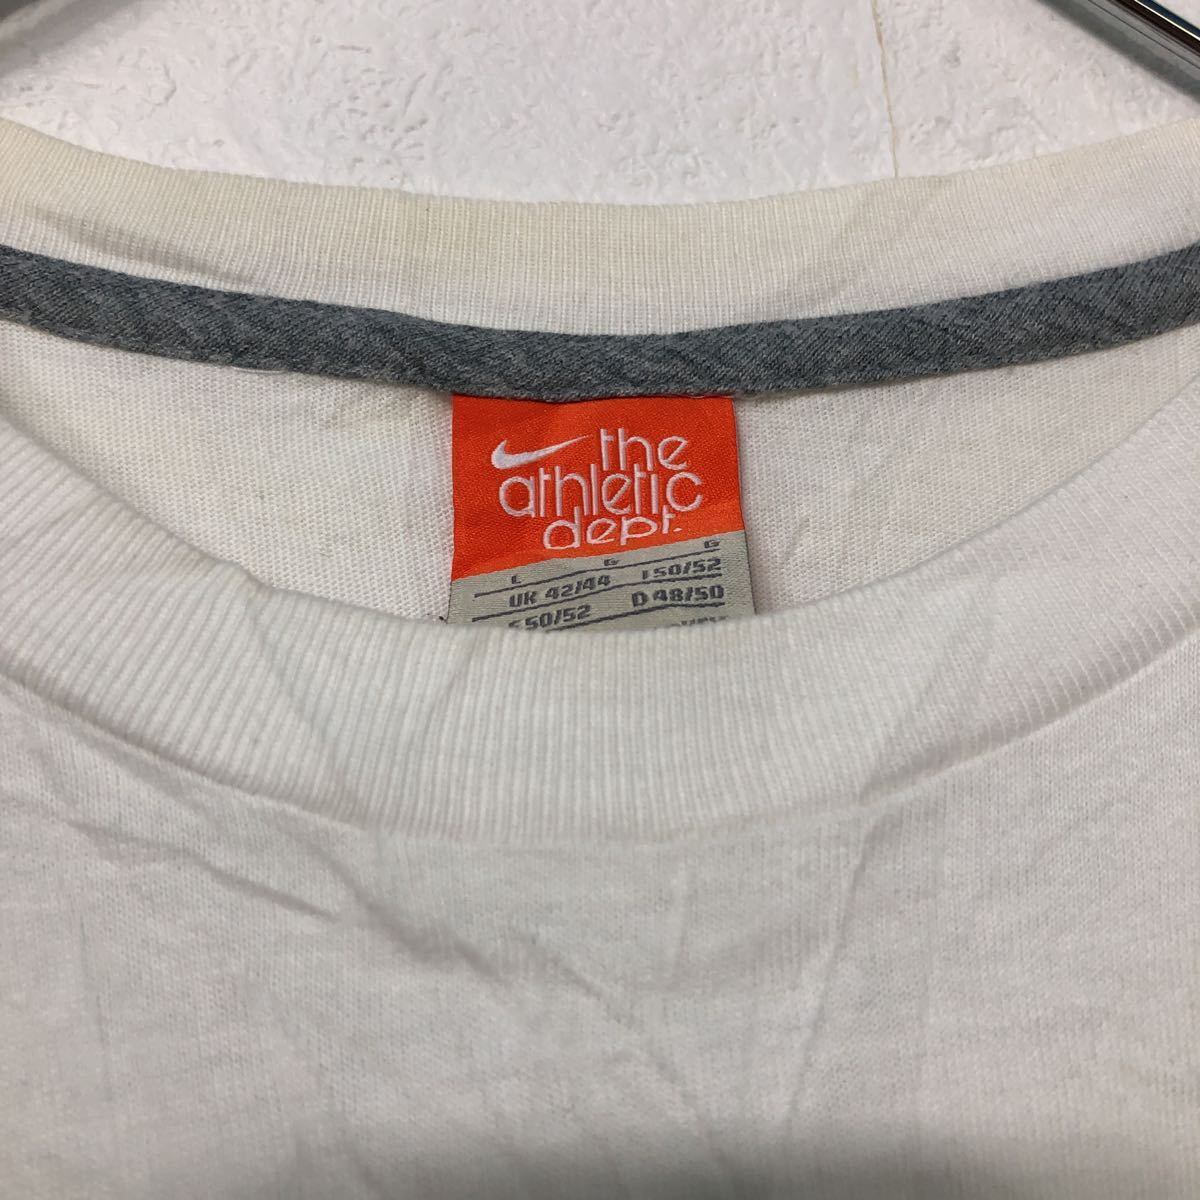 the
athletic
dept.
L G G
UK 42/44 I 50/52
50/52 D 48/50